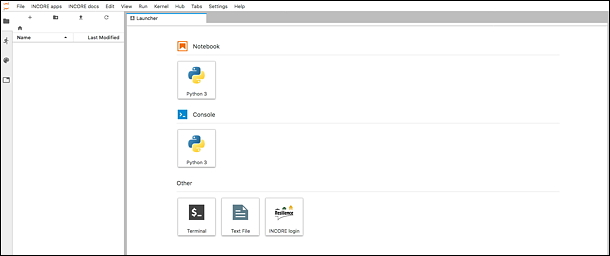 File INCORE apps INCORE docs Edit View Run Kernel Hub Tabs Settings Help
Launcher
Name Last Modified
Notebook
Python 3
Console
Python 3
Other
$_
Resilience
Terminal Text File INCORE login